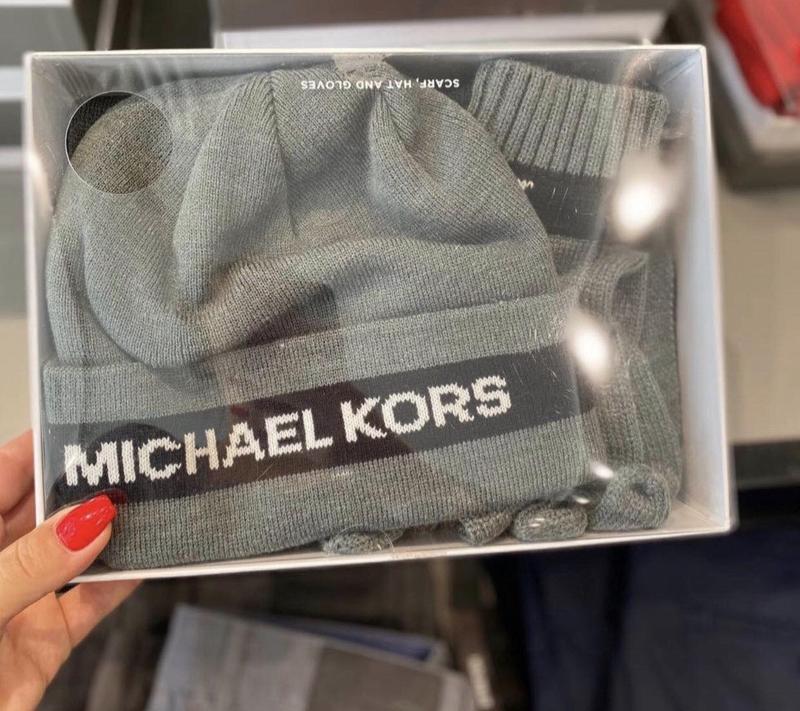 SCARF, HAT AND GLOVES
MICHAEL KORS